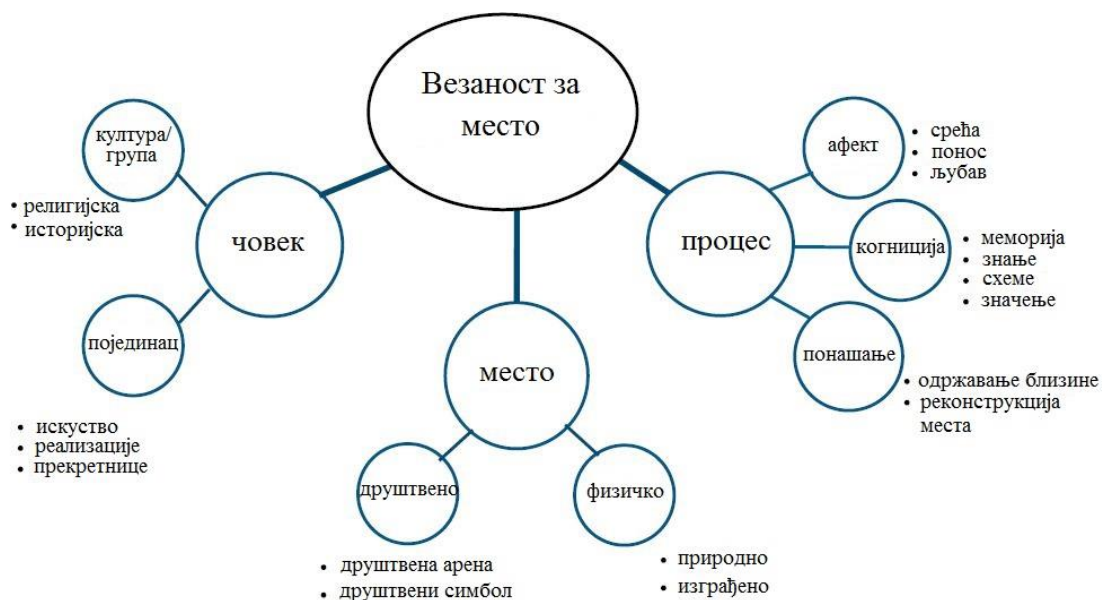 Везаност за
место
човек
култура/
група
• религијска
• историјска
појединац
• искуство
• реализације
• прекретнице
место
друштвено
• друштвена арена
• друштвени симбол
физичко
• природно
• изграђено
процес
афект
• срећа
• понос
• љубав
когниција
• меморија
• знање
• схеме
• значење
понашање
• одржавање близине
• реконструкција
места